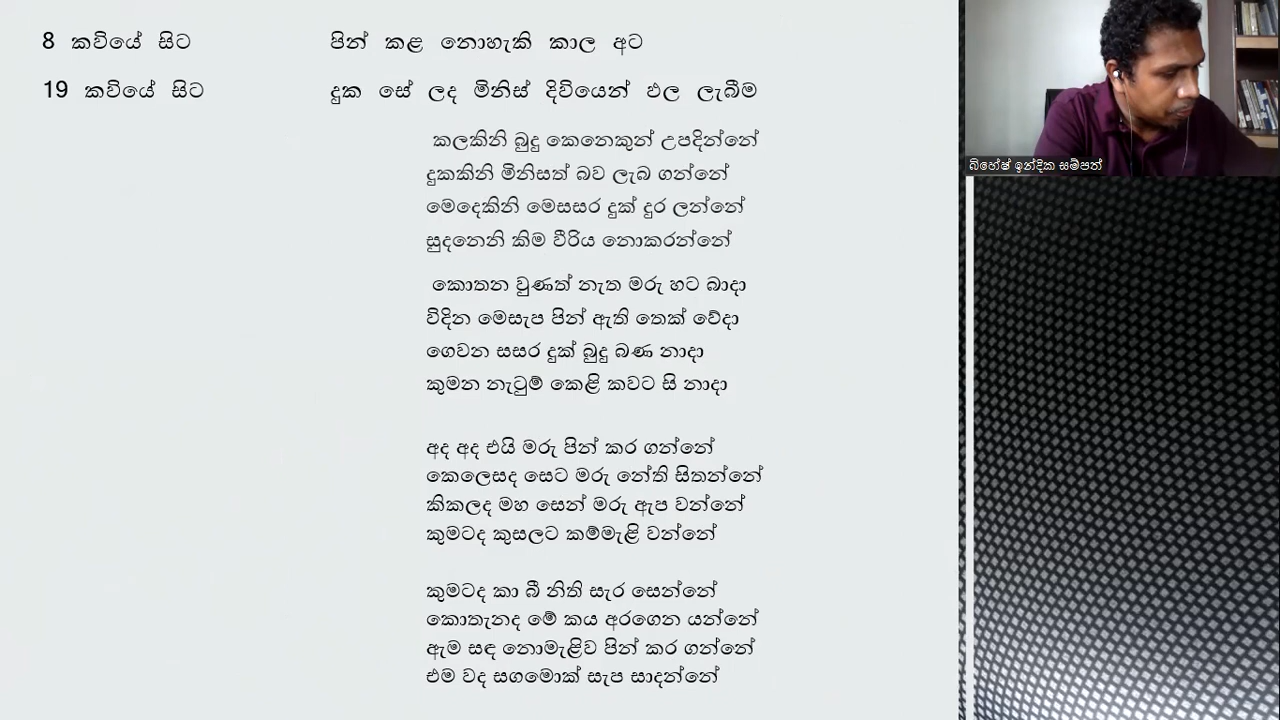 8 කවියේ සිට පින් කළ නොහැකි කාල අට
19 කවියේ සිට දුක සේ ලද මිනිස් දිවියෙන් ඵල ලැබීම
කලකිනි බුදු කෙනෙකුන් උපදින්නේ
දුකකිනි මිනිසත් බව ලැබ ගන්නේ
මෙදෙකිනි මෙසසර දුක් දුර ලන්නේ
සුදනෙනි කිම වීරිය නොකරන්නේ
කොතන වුණත් නැත මරු හට බාදා
විදින මෙසැප පින් ඇති තෙක් වේදා
ගෙවන සසර දුක් බුදු බණ නාදා
කුමන නැටුම් කෙළි කවට සි නාදා
අද අද එයි මරු පින් කර ගන්නේ
කෙලෙසද සෙට මරු නේති සිතන්නේ
කිකලද මහ සෙන් මරු ඇප වන්නේ
කුමටද කුසලට කම්මැළි වන්නේ
කුමටද කා බී නිති සැර සෙන්නේ
කොතැනද මේ කය අරගෙන යන්නේ
ඇම සඳ නොමැළිව පින් කර ගන්නේ
එම වද සගමොක් සැප සාදන්නේ
බිහේෂ් ඉන්දික සම්පත්